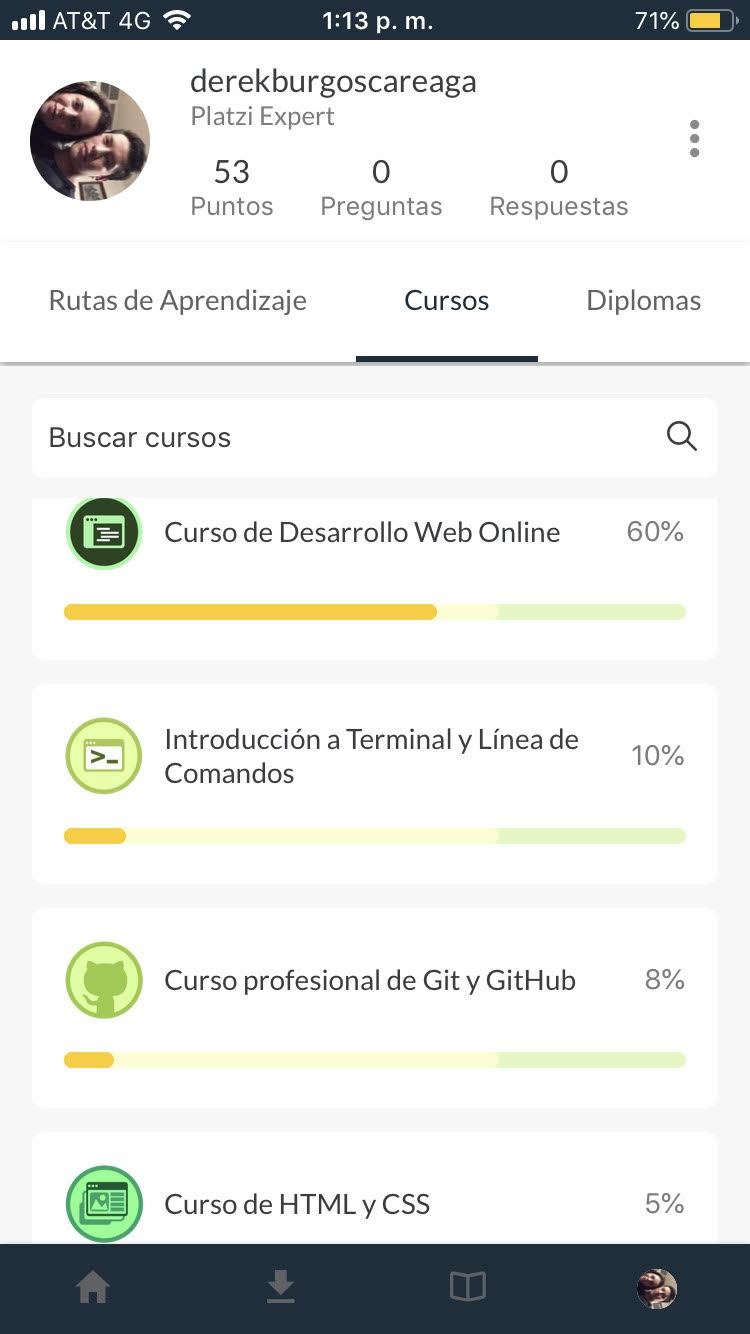 AT&T 4G 1:13 p. m. 71%
derekburgoscareaga
Platzi Expert
53 0 0
Puntos Preguntas Respuestas
Rutas de Aprendizaje Cursos Diplomas
Buscar cursos
Curso de Desarrollo Web Online 60%
Introducción a Terminal y Línea de
Comandos
10%
Curso profesional de Git y GitHub 8%
Curso de HTML y CSS 5%